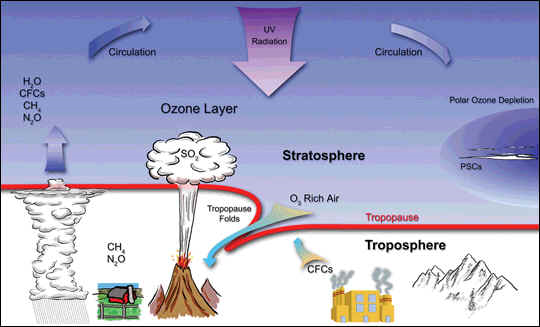 UV
Radiation
Circulation
Circulation
H₂O
CFCs
CH₄
N₂O
Ozone Layer
Polar Ozone Depletion
SO₂
Stratosphere
PSCs
O₃ Rich Air
Tropopause
Folds
Tropopause
Troposphere
CH₄
N₂O
CFCs